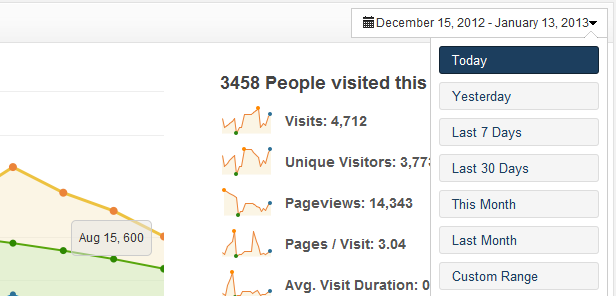 December 15, 2012 - January 13, 2013
Today
Yesterday
Last 7 Days
Last 30 Days
This Month
Last Month
Custom Range
3458 People visited this
Visits: 4,712
Unique Visitors: 3,77
Pageviews: 14,343
Pages / Visit: 3.04
Avg. Visit Duration: 0
Aug 15, 600